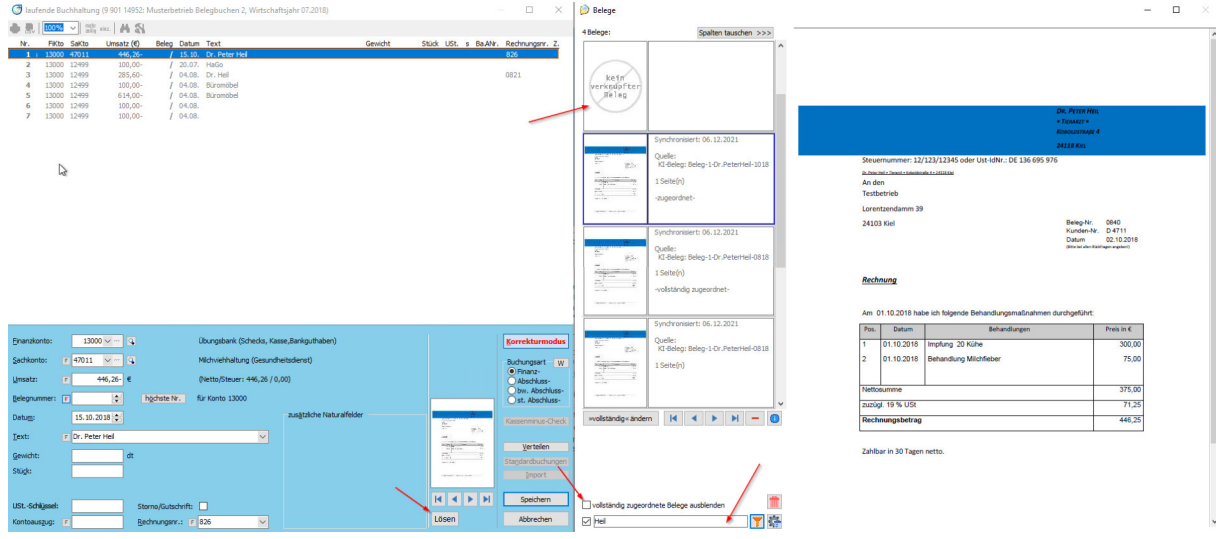 laufende Buchhaltung (9 901 14952: Musterbetrieb Belegbuchen 2, Wirtschaftsjahr 07.2018)
100%
Nr. FiKto SaKto Umsatz (€) Beleg Datum Text Gewicht Stück USt. s Ba.ANr. Rechnungsnr. Z.
1 13000 47011 446,26- / 15.10. Dr. Peter Heil 826
2 13000 12499 100,00- / 20.07. HaGo
3 13000 12499 285,60- / 04.08. Dr. Heil 0821
4 13000 12499 100,00- / 04.08. Büromöbel
5 13000 12499 614,00- / 04.08. Büromöbel
6 13000 12499 100,00- / 04.08.
7 13000 12499 100,00- / 04.08.
Finanzkonto: 13000 Übungsbank (Schecks, Kasse,Bankguthaben)
Sachkonto: F 47011 Milchviehhaltung (Gesundheitsdienst)
Umsatz: F 446,26- € (Netto/Steuer: 446,26 / 0,00)
Belegnummer: F höchste Nr. für Konto 13000
Datum: 15.10.2018 zusätzliche Naturalfelder
Text: F Dr. Peter Heil
Gewicht: dt
Stück:
USt.-Schlüssel: Storno/Gutschrift:
Kontoauszug: F Rechnungsnr.: F 826
Lösen
Korrekturmodus
Buchungsart W
Finanz-
Abschluss-
bw. Abschluss-
st. Abschluss-
Kassenminus-Check
Verteilen
Standardbuchungen
Import
Speichern
Abbrechen
Belege
4 Belege: Spalten tauschen >>>
kein
verknüpfter
Beleg
Synchronisiert: 06.12.2021
Quelle:
KI-Beleg: Beleg-1-Dr.PeterHeil-1018
1 Seite(n)
-zugeordnet-
Synchronisiert: 06.12.2021
Quelle:
KI-Beleg: Beleg-1-Dr.PeterHeil-0818
1 Seite(n)
-vollständig zugeordnet-
Synchronisiert: 06.12.2021
Quelle:
KI-Beleg: Beleg-1-Dr.PeterHeil-0818
1 Seite(n)
»vollständig« ändern
vollständig zugeordnete Belege ausblenden
Heil
Dr. Peter Heil
• Tierarzt •
24118 Kiel
Steuernummer: 12/123/12345 oder Ust-IdNr.: DE 136 695 976
An den
Testbetrieb
Lorentzendamm 39
24103 Kiel
Beleg-Nr. 0840
Kunden-Nr. D 4711
Datum 02.10.2018
(Bitte bei allen Rückfragen angeben!)
Rechnung
Am 01.10.2018 habe ich folgende Behandlungsmaßnahmen durchgeführt:
Pos. Datum Behandlungen Preis in €
1 01.10.2018 Impfung 20 Kühe 300,00
2 01.10.2018 Behandlung Milchfieber 75,00
Nettosumme 375,00
zuzügl. 19 % USt 71,25
Rechnungsbetrag 446,25
Zahlbar in 30 Tagen netto.